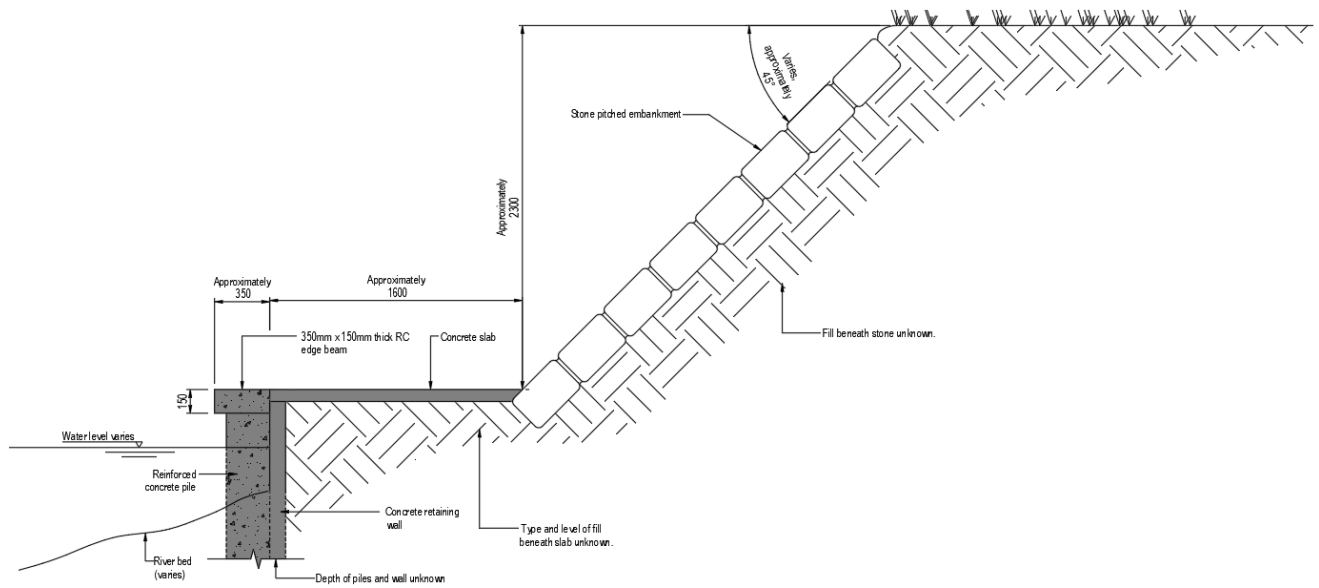 Varies,
approximately
45°
Stone pitched embankment
Approximately
2300
Approximately
350
Approximately
1600
350mm x 150mm thick RC
edge beam
Concrete slab
Fill beneath stone unknown.
150
Water level varies
Reinforced
concrete pile
Concrete retaining
wall
Type and level of fill
beneath slab unknown.
River bed
(varies)
Depth of piles and wall unknown